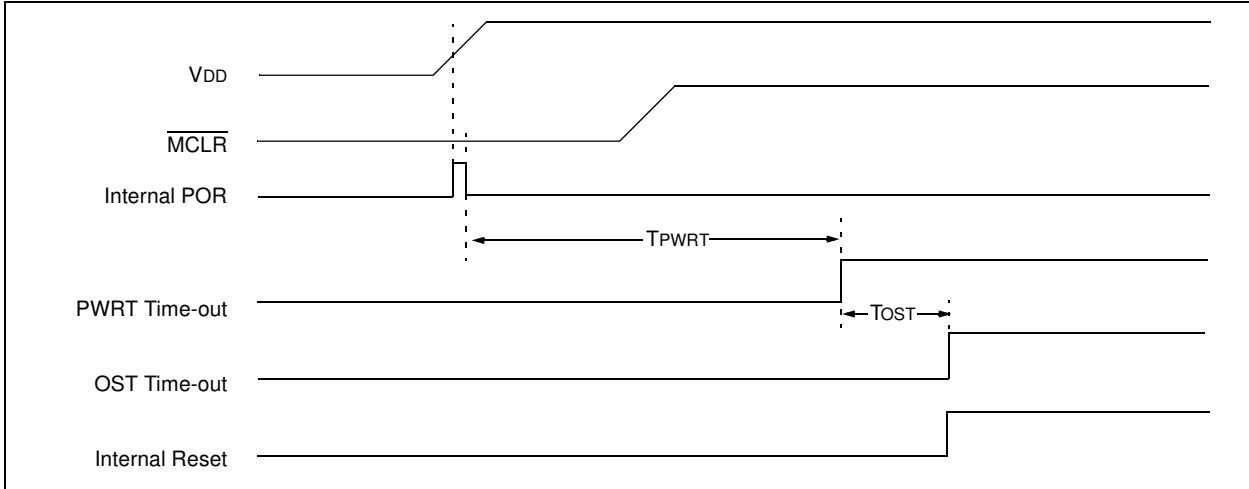 VDD
MCLR
Internal POR
TPWRT
PWRT Time-out
TOST
OST Time-out
Internal Reset